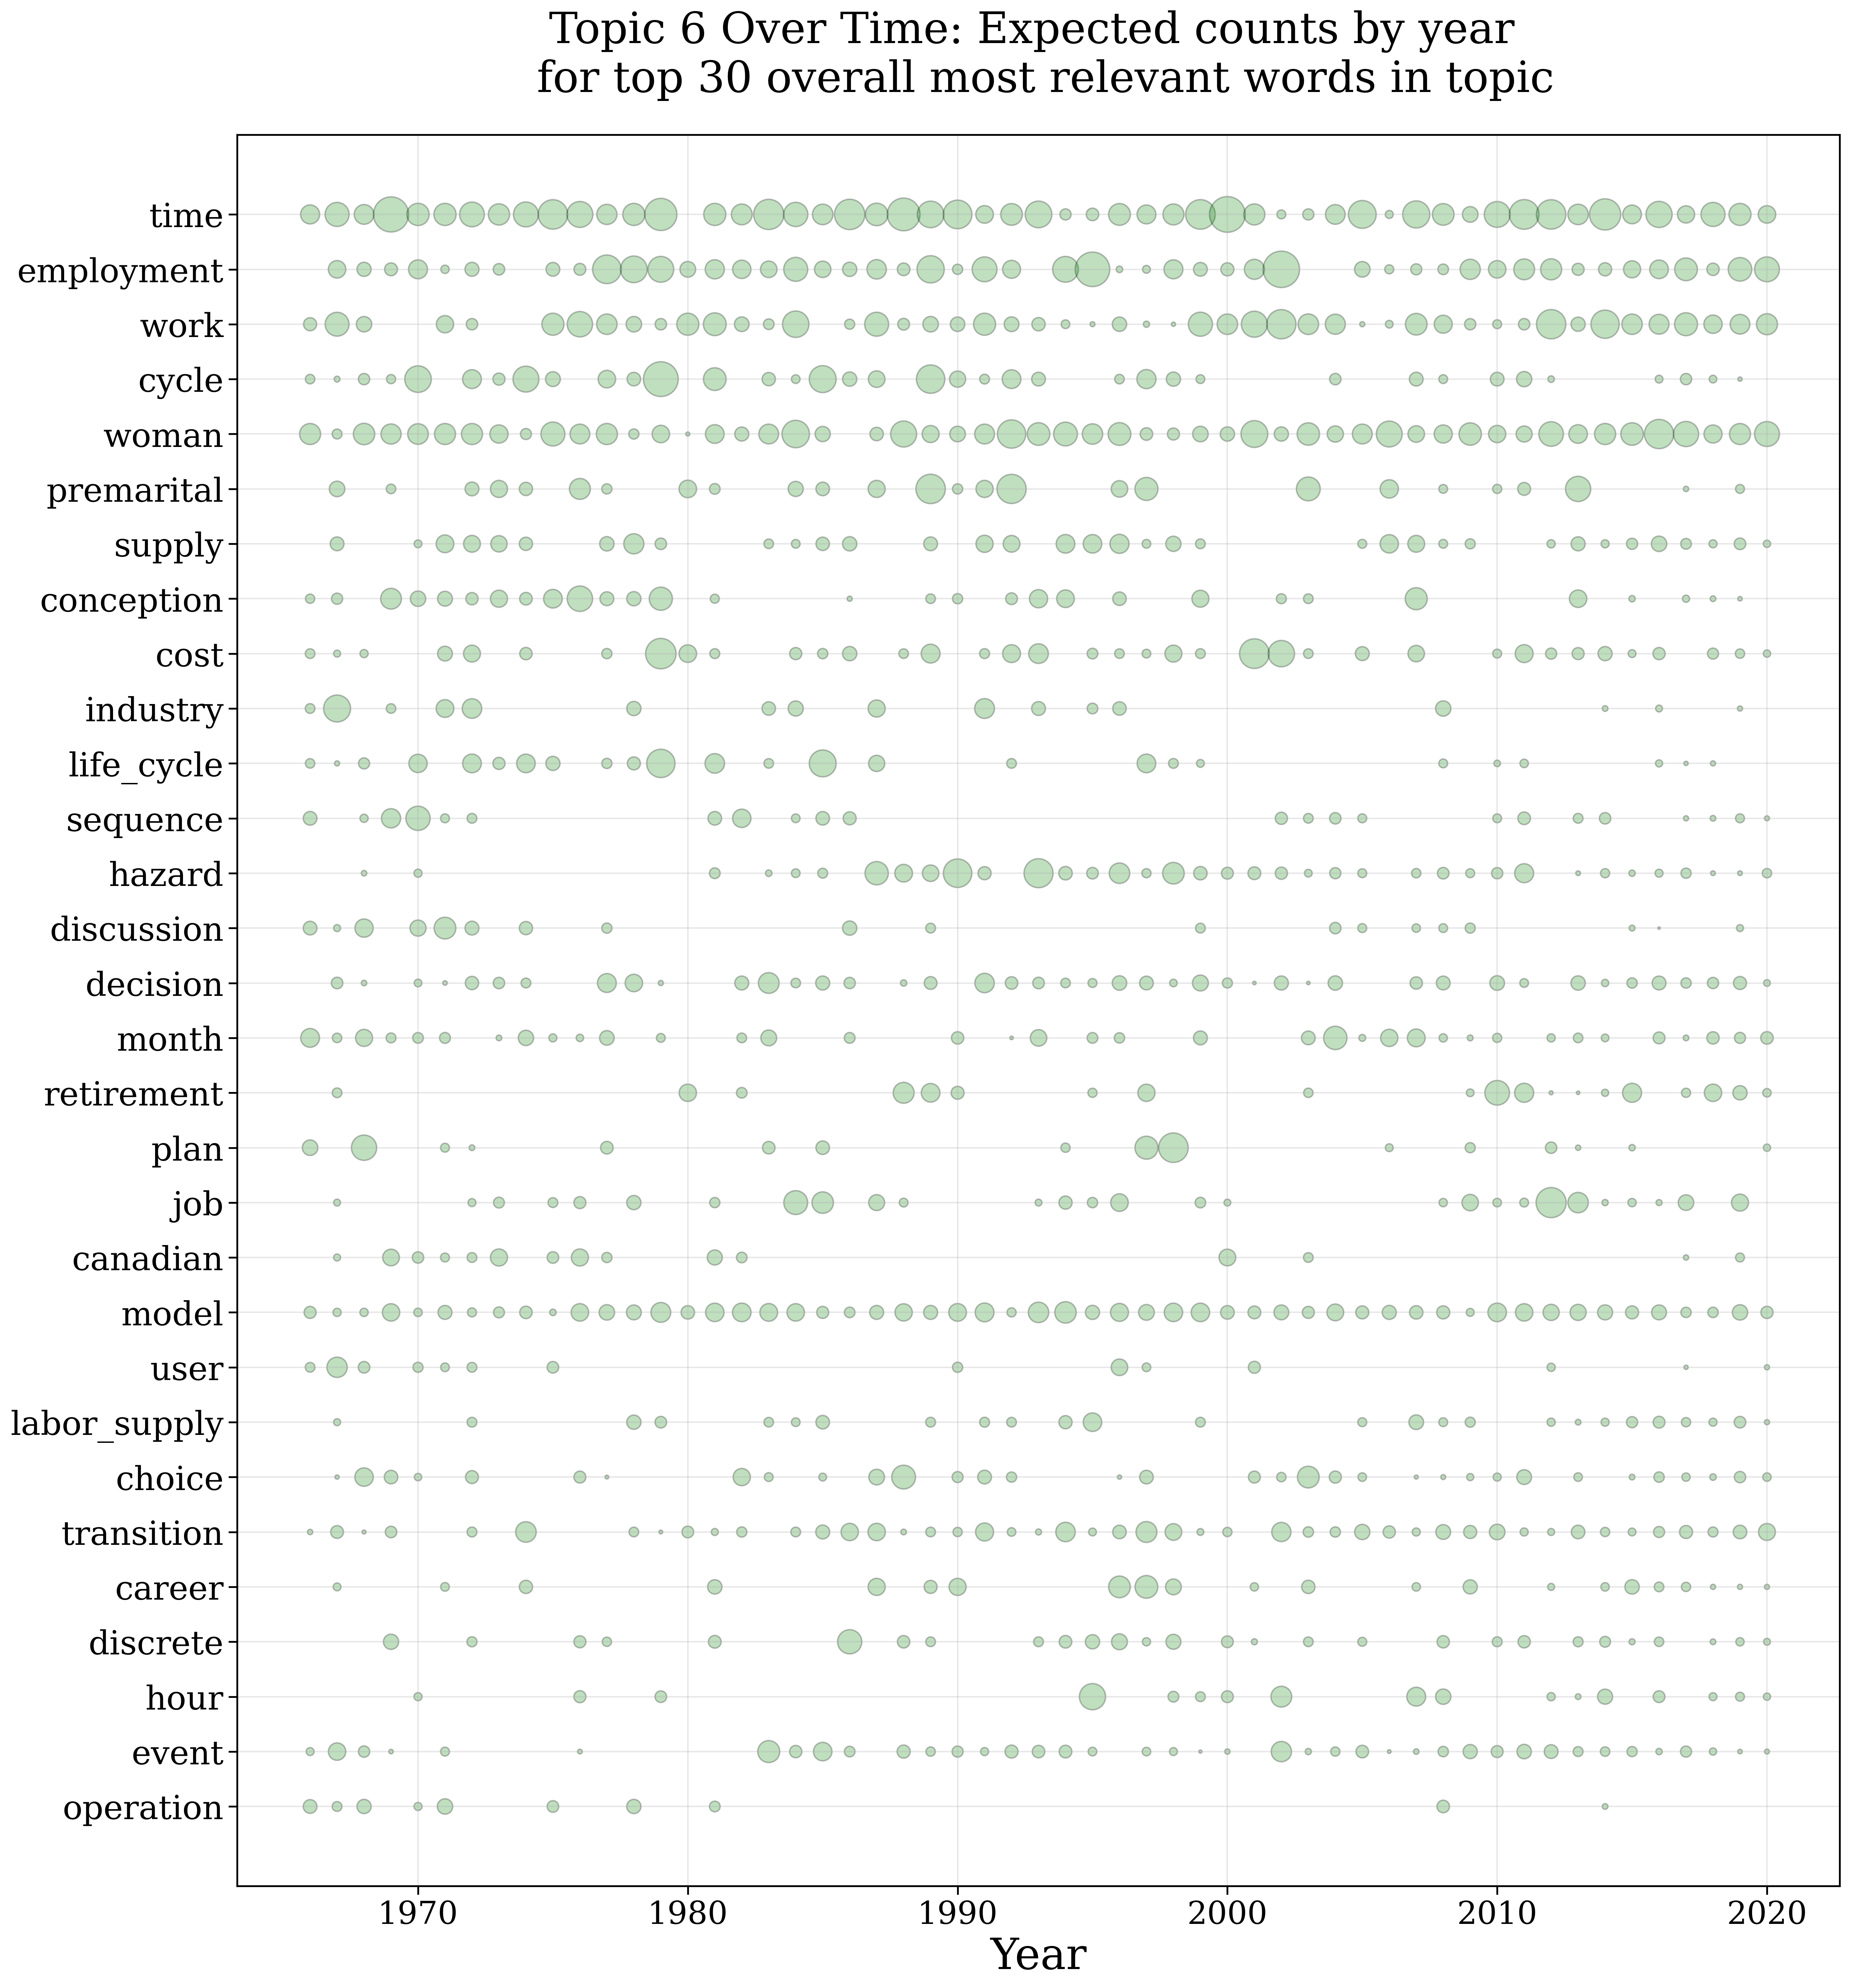 Topic 6 Over Time: Expected counts by year
for top 30 overall most relevant words in topic
time
employment
work
cycle
woman
premarital
supply
conception
cost
industry
life_cycle
sequence
hazard
discussion
decision
month
retirement
plan
job
canadian
model
user
labor_supply
choice
transition
career
discrete
hour
event
operation
1970 1980 1990 2000 2010 2020
Year